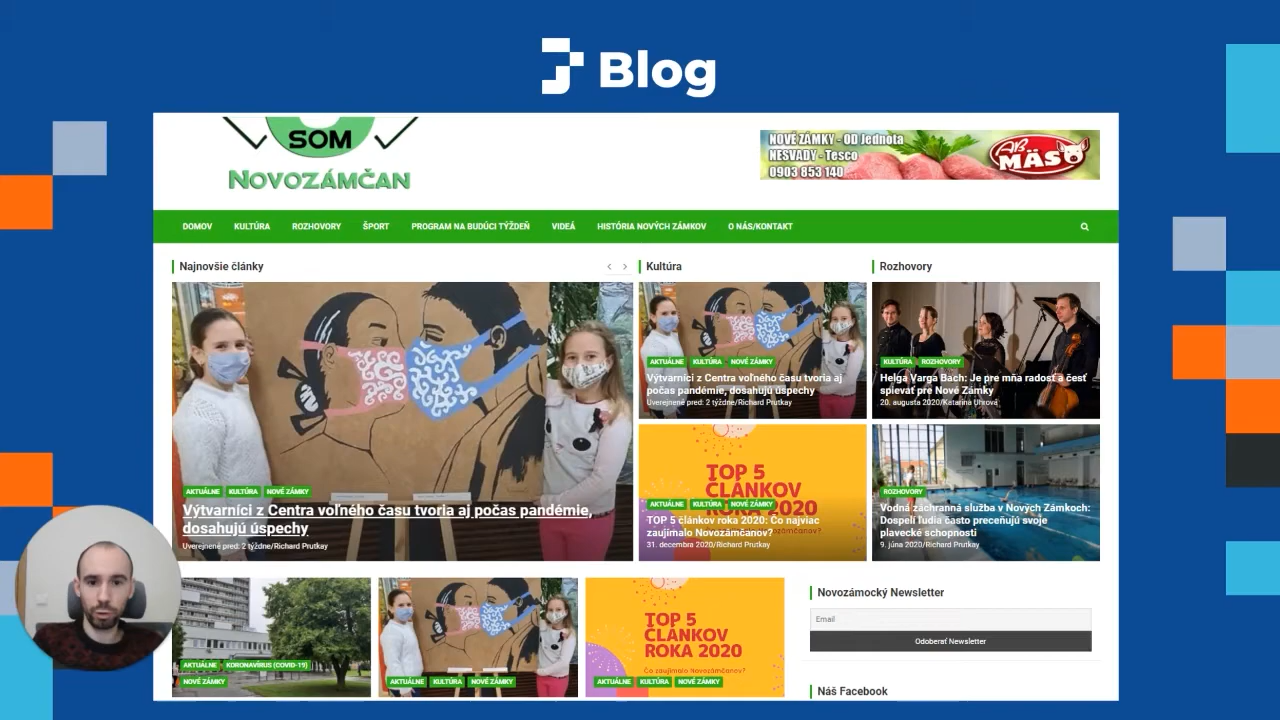 Blog
SOM
NOVOZÁMČAN
NOVÉ ZÁMKY - OD Jednota
NESVADY - Tesco
0903 853 140
AB
MÄSO
DOMOV
KULTÚRA
ROZHOVORY
ŠPORT
PROGRAM NA BUDÚCI TÝŽDEŇ
VIDEÁ
HISTÓRIA NOVÝCH ZÁMKOV
O NÁS/KONTAKT
Najnovšie články
AKTUÁLNE
KULTÚRA
NOVÉ ZÁMKY
Výtvarníci z Centra voľného času tvoria aj počas pandémie,
dosahujú úspechy
Uverejnené pred: 2 týždne/Richard Prutkay
Kultúra
AKTUÁLNE
KULTÚRA
NOVÉ ZÁMKY
Výtvarníci z Centra voľného času tvoria aj
počas pandémie, dosahujú úspechy
Uverejnené pred: 2 týždne/Richard Prutkay
TOP 5
ČLÁNKOV
ROKA 2020
AKTUÁLNE
KULTÚRA
NOVÉ ZÁMKY
TOP 5 článkov roka 2020: Čo najviac
zaujímalo Novozámčanov?
31. decembra 2020/Richard Prutkay
Rozhovory
KULTÚRA
ROZHOVORY
Helga Varga Bach: Je pre mňa radosť a česť
spievať pre Nové Zámky
20. augusta 2020/Katarína Uhrová
ROZHOVORY
Vodná záchranná služba v Nových Zámkoch:
Dospelí ľudia často preceňujú svoje
plavecké schopnosti
9. júna 2020/Richard Prutkay
AKTUÁLNE
KORONAVÍRUS (COVID-19)
NOVÉ ZÁMKY
AKTUÁLNE
KULTÚRA
NOVÉ ZÁMKY
TOP 5
ČLÁNKOV
ROKA 2020
Čo zaujímalo Novozámčanov?
AKTUÁLNE
KULTÚRA
NOVÉ ZÁMKY
Novozámocký Newsletter
Email
Odoberať Newsletter
Náš Facebook